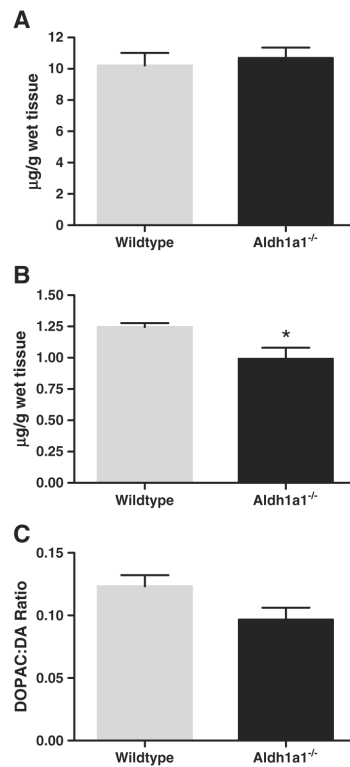 A
μg/g wet tissue
12
10
8
6
4
2
0
Wildtype Aldh1a1-/-
B
μg/g wet tissue
1.50
1.25
1.00
0.75
0.50
0.25
0.00
*
Wildtype Aldh1a1-/-
C
DOPAC:DA Ratio
0.15
0.10
0.05
0.00
Wildtype Aldh1a1-/-